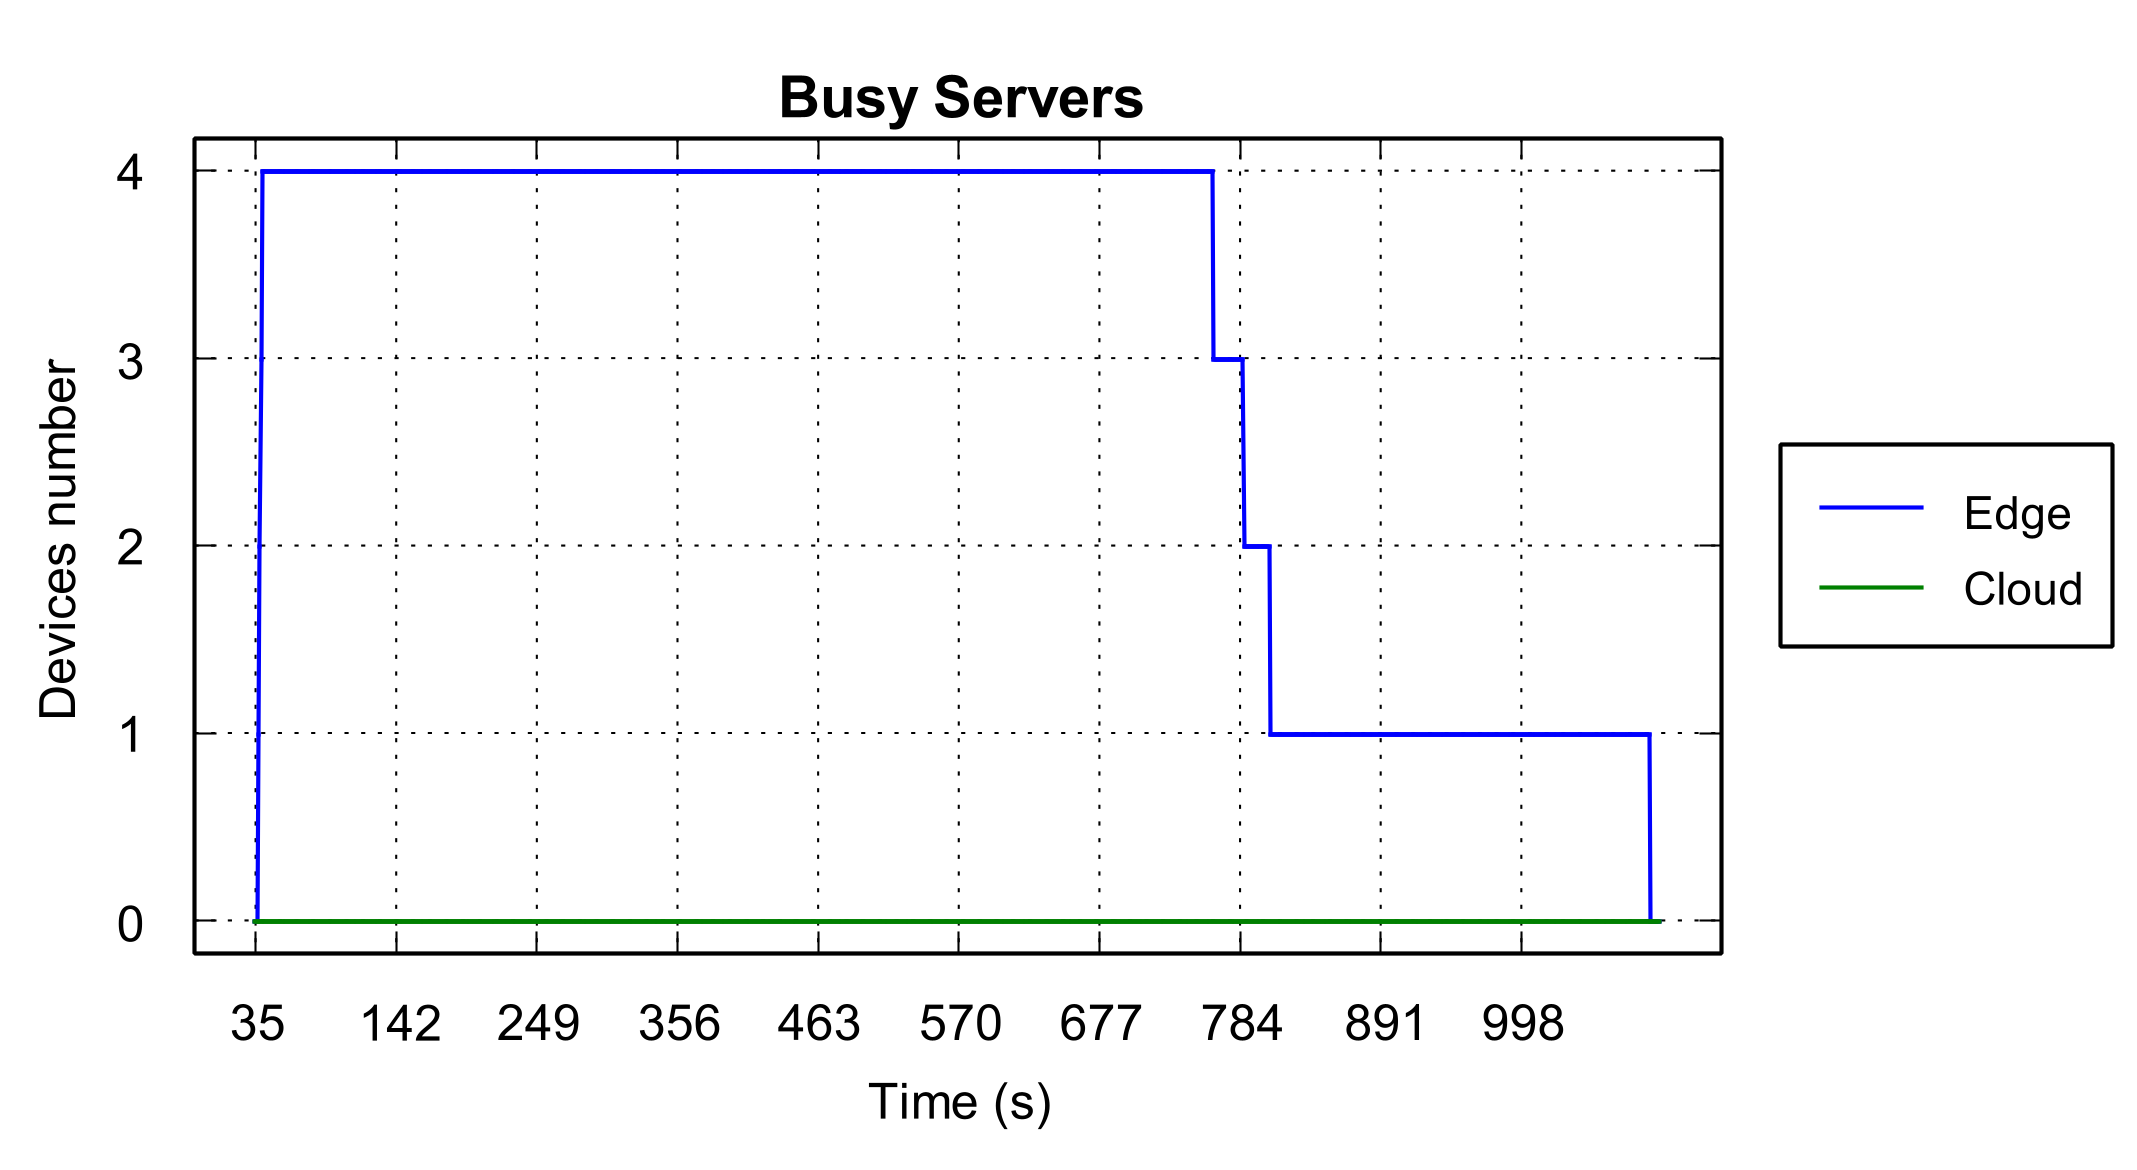 Busy Servers
4
3
2
1
0
Devices number
35 142 249 356 463 570 677 784 891 998
Time (s)
Edge
Cloud